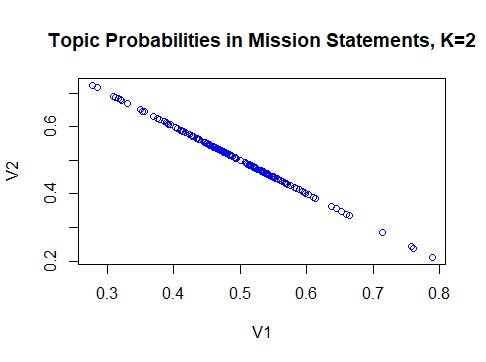 Topic Probabilities in Mission Statements, K=2
V2
0.2 0.4 0.6
0.3 0.4 0.5 0.6 0.7 0.8
V1